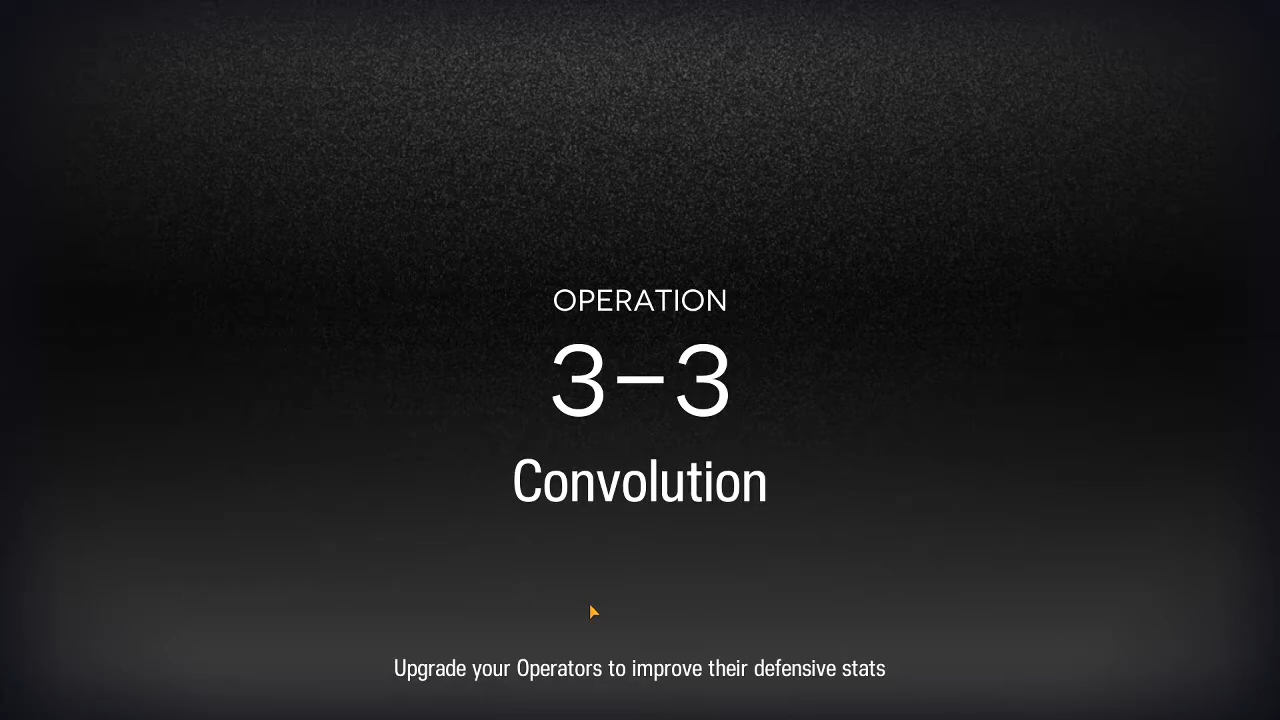 OPERATION
3-3
Convolution
Upgrade your Operators to improve their defensive stats